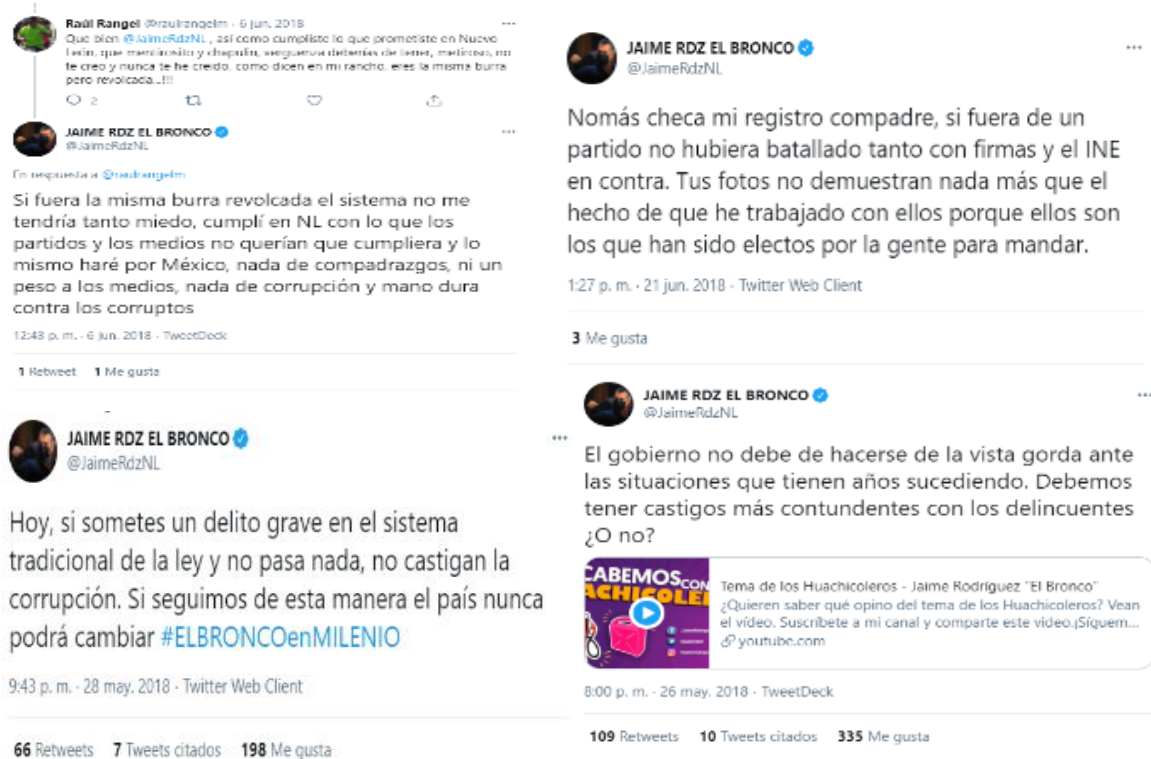 Raúl Rangel @raulrangelm · 6 jun. 2018
Que bien @JaimeRdzNL , así como cumpliste lo que prometiste en Nuevo
León, que mentirosito y chapulin, verguenza deberías de tener, metiroso, no
te creo y nunca te he creido, como dicen en mi rancho, eres la misma burra
pero revolcada..!!!
2
JAIME RDZ EL BRONCO
@JaimeRdzNL
En respuesta a @raulrangelm
Si fuera la misma burra revolcada el sistema no me
tendría tanto miedo, cumplí en NL con lo que los
partidos y los medios no querían que cumpliera y lo
mismo haré por México, nada de compadrazgos, ni un
peso a los medios, nada de corrupción y mano dura
contra los corruptos
12:43 p. m. · 6 jun. 2018 · TweetDeck
1 Retweet 1 Me gusta
JAIME RDZ EL BRONCO
@JaimeRdzNL
Nomás checa mi registro compadre, si fuera de un
partido no hubiera batallado tanto con firmas y el INE
en contra. Tus fotos no demuestran nada más que el
hecho de que he trabajado con ellos porque ellos son
los que han sido electos por la gente para mandar.
1:27 p. m. · 21 jun. 2018 · Twitter Web Client
3 Me gusta
JAIME RDZ EL BRONCO
@JaimeRdzNL
Hoy, si sometes un delito grave en el sistema
tradicional de la ley y no pasa nada, no castigan la
corrupción. Si seguimos de esta manera el país nunca
podrá cambiar #ELBRONCOenMILENIO
9:43 p. m. · 28 may. 2018 · Twitter Web Client
66 Retweets 7 Tweets citados 198 Me gusta
JAIME RDZ EL BRONCO
@JaimeRdzNL
El gobierno no debe de hacerse de la vista gorda ante
las situaciones que tienen años sucediendo. Debemos
tener castigos más contundentes con los delincuentes
¿O no?
CABEMOS CON
ACHICOLE
Tema de los Huachicoleros - Jaime Rodríguez "El Bronco"
¿Quieren saber qué opino del tema de los Huachicoleros? Vean
el vídeo. Suscríbete a mi canal y comparte este video.¡Síguem...
youtube.com
8:00 p. m. · 26 may. 2018 · TweetDeck
109 Retweets 10 Tweets citados 335 Me gusta